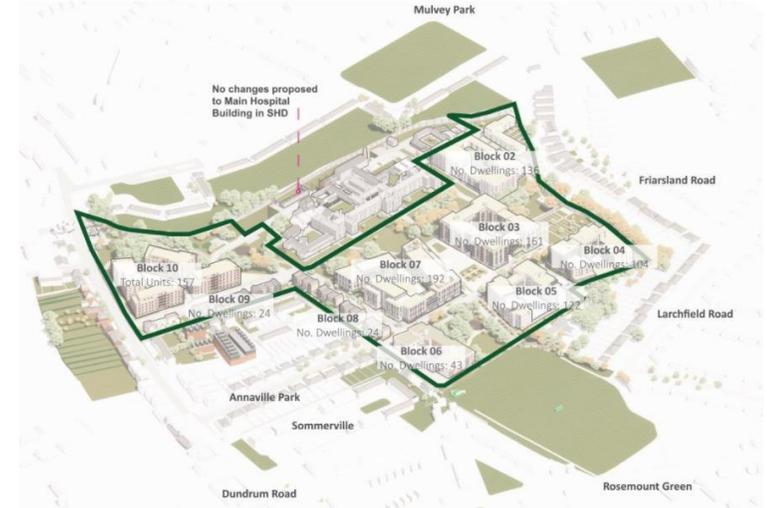 Mulvey Park
No changes proposed
to Main Hospital
Building in SHD
Block 02
No. Dwellings: 136
Friarsland Road
Block 03
No. Dwellings: 161
Block 04
No. Dwellings: 104
Block 10
Total Units: 157
Block 07
No. Dwellings: 192
Block 09
No. Dwellings: 24
Block 05
No. Dwellings: 122
Larchfield Road
Block 08
No. Dwellings: 24
Block 06
No. Dwellings: 43
Annaville Park
Sommerville
Rosemount Green
Dundrum Road